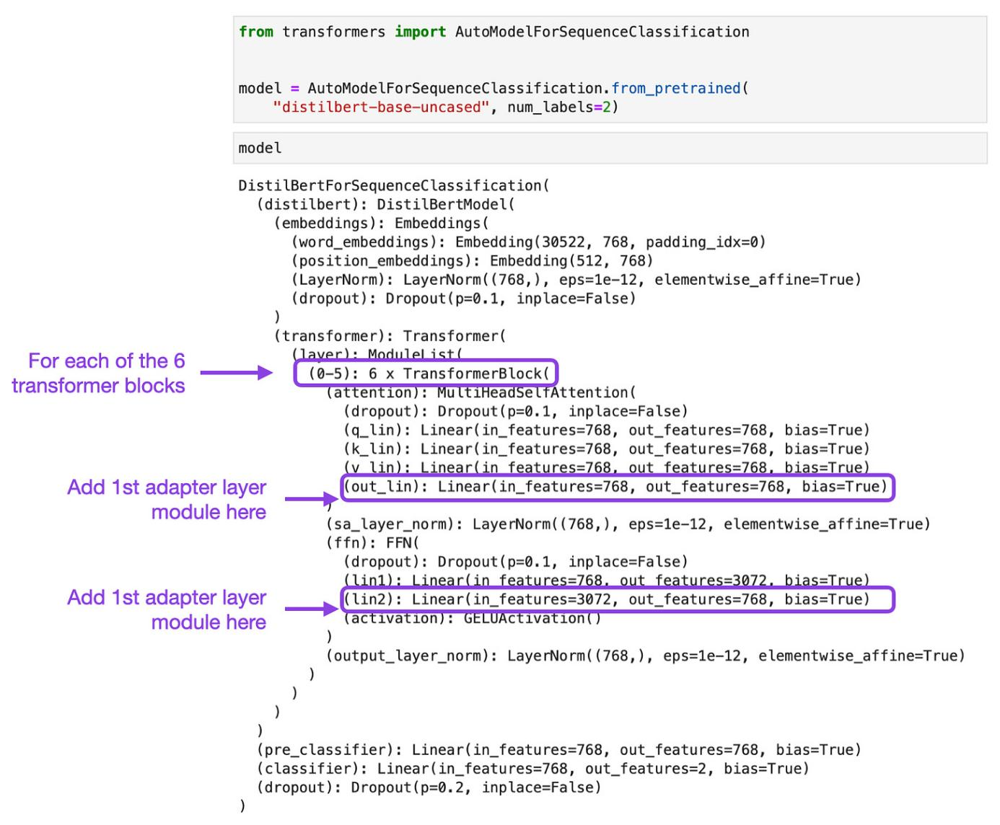 from transformers import AutoModelForSequenceClassification
model = AutoModelForSequenceClassification.from_pretrained(
"distilbert-base-uncased", num_labels=2)
model
DistilBertForSequenceClassification(
(distilbert): DistilBertModel(
(embeddings): Embeddings(
(word_embeddings): Embedding(30522, 768, padding_idx=0)
(position_embeddings): Embedding(512, 768)
(LayerNorm): LayerNorm((768,), eps=1e-12, elementwise_affine=True)
(dropout): Dropout(p=0.1, inplace=False)
)
(transformer): Transformer(
(layer): ModuleList(
For each of the 6
transformer blocks
(0-5): 6 x TransformerBlock(
(attention): MultiHeadSelfAttention(
(dropout): Dropout(p=0.1, inplace=False)
(q_lin): Linear(in_features=768, out_features=768, bias=True)
(k_lin): Linear(in_features=768, out_features=768, bias=True)
(v_lin): Linear(in_features=768, out_features=768, bias=True)
Add 1st adapter layer
module here
(out_lin): Linear(in_features=768, out_features=768, bias=True)
)
(sa_layer_norm): LayerNorm((768,), eps=1e-12, elementwise_affine=True)
(ffn): FFN(
(dropout): Dropout(p=0.1, inplace=False)
(lin1): Linear(in_features=768, out_features=3072, bias=True)
Add 1st adapter layer
module here
(lin2): Linear(in_features=3072, out_features=768, bias=True)
(activation): GELUActivation()
)
(output_layer_norm): LayerNorm((768,), eps=1e-12, elementwise_affine=True)
)
)
)
)
(pre_classifier): Linear(in_features=768, out_features=768, bias=True)
(classifier): Linear(in_features=768, out_features=2, bias=True)
(dropout): Dropout(p=0.2, inplace=False)
)